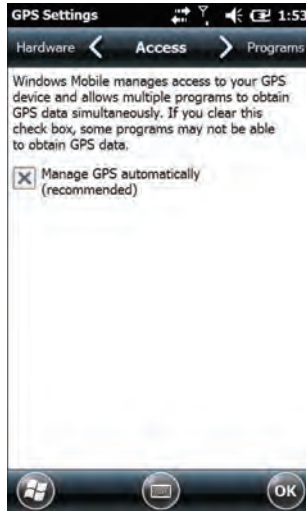 GPS Settings 1:53
Hardware Access Programs
Windows Mobile manages access to your GPS
device and allows multiple programs to obtain
GPS data simultaneously. If you clear this
check box, some programs may not be able
to obtain GPS data.
Manage GPS automatically
(recommended)
OK